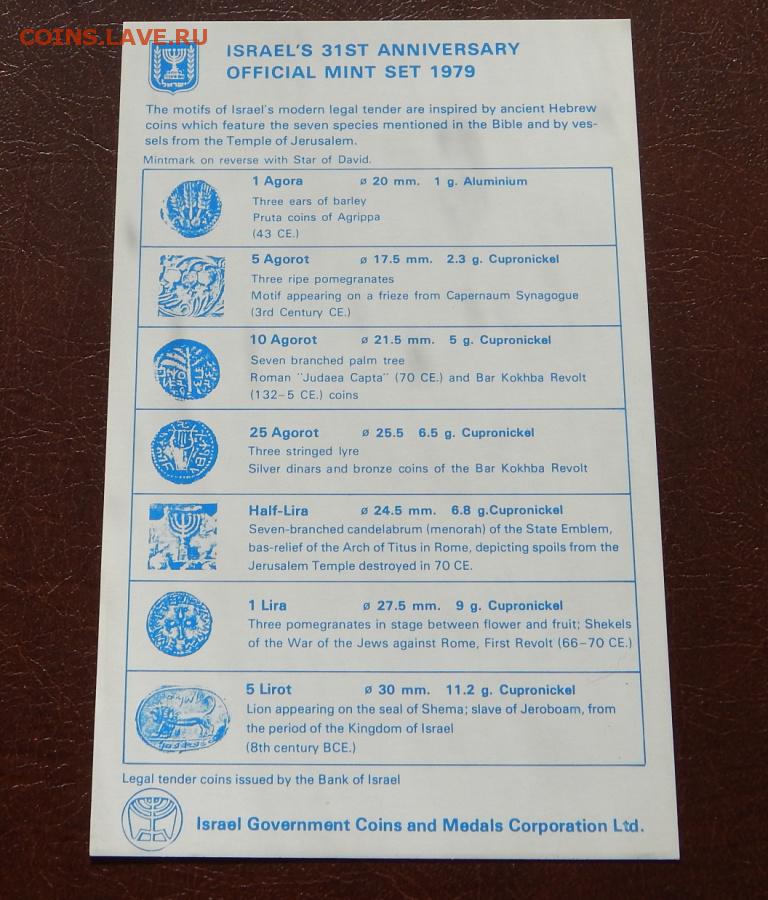 COINS.LAVE.RU
ISRAEL'S 31ST ANNIVERSARY
OFFICIAL MINT SET 1979
The motifs of Israel's modern legal tender are inspired by ancient Hebrew
coins which feature the seven species mentioned in the Bible and by ves-
sels from the Temple of Jerusalem.
Mintmark on reverse with Star of David.
1 Agora ø 20 mm. 1 g. Aluminium
Three ears of barley
Pruta coins of Agrippa
(43 CE.)
5 Agorot ø 17.5 mm. 2.3 g. Cupronickel
Three ripe pomegranates
Motif appearing on a frieze from Capernaum Synagogue
(3rd Century CE.)
10 Agorot ø 21.5 mm. 5 g. Cupronickel
Seven branched palm tree
Roman "Judaea Capta" (70 CE.) and Bar Kokhba Revolt
(132-5 CE.) coins
25 Agorot ø 25.5 6.5 g. Cupronickel
Three stringed lyre
Silver dinars and bronze coins of the Bar Kokhba Revolt
Half-Lira ø 24.5 mm. 6.8 g.Cupronickel
Seven-branched candelabrum (menorah) of the State Emblem,
bas-relief of the Arch of Titus in Rome, depicting spoils from the
Jerusalem Temple destroyed in 70 CE.
1 Lira ø 27.5 mm. 9 g. Cupronickel
Three pomegranates in stage between flower and fruit; Shekels
of the War of the Jews against Rome, First Revolt (66-70 CE.)
5 Lirot ø 30 mm. 11.2 g. Cupronickel
Lion appearing on the seal of Shema; slave of Jeroboam, from
the period of the Kingdom of Israel
(8th century BCE.)
Legal tender coins issued by the Bank of Israel
Israel Government Coins and Medals Corporation Ltd.